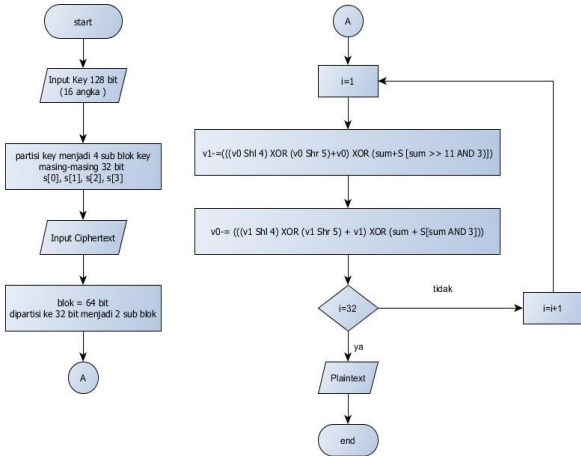 start
Input Key 128 bit
(16 angka )
partisi key menjadi 4 sub blok key
masing-masing 32 bit
s[0], s[1], s[2], s[3]
Input Ciphertext
blok = 64 bit
dipartisi ke 32 bit menjadi 2 sub blok
A
A
i=1
v1-=(((v0 Shl 4) XOR (v0 Shr 5)+v0) XOR (sum+S [sum >> 11 AND 3)])
v0-= (((v1 Shl 4) XOR (v1 Shr 5) + v1) XOR (sum + S[sum AND 3]))
i=32
tidak
i=i+1
ya
Plaintext
end